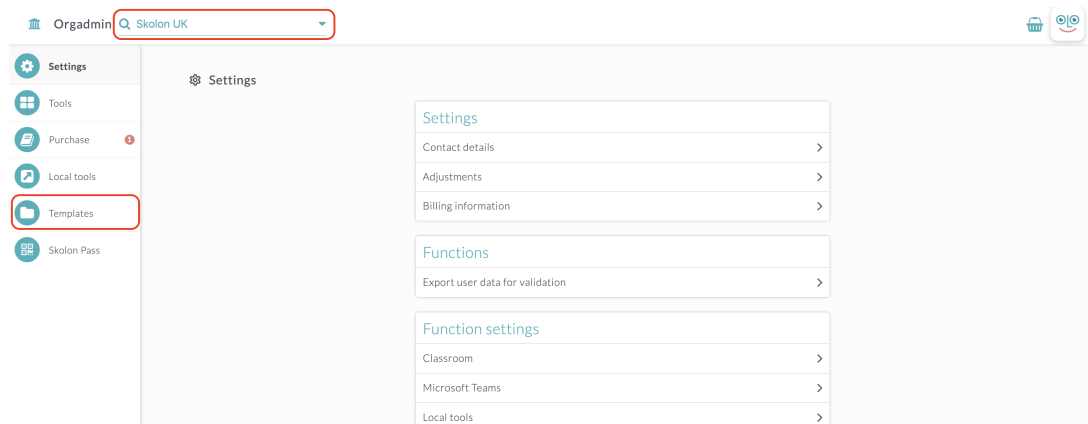 Orgadmin
Skolon UK
Settings
Tools
Purchase 1
Local tools
Templates
Skolon Pass
Settings
Settings
Contact details
Adjustments
Billing information
Functions
Export user data for validation
Function settings
Classroom
Microsoft Teams
Local tools